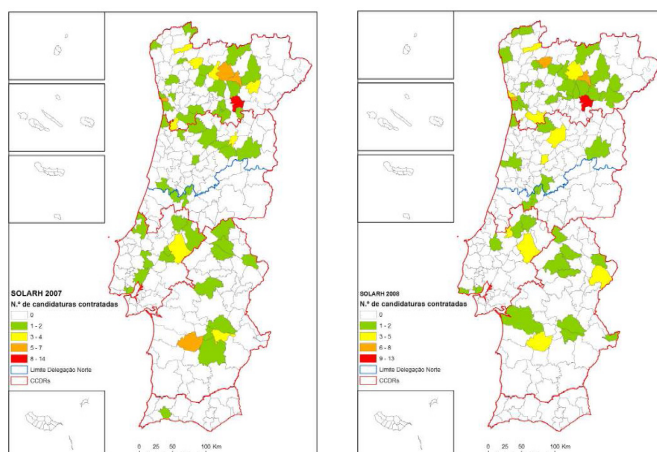 SOLARH 2007
N.º de candidaturas contratadas
0
1 - 2
3 - 4
5 - 7
8 - 14
Limite Delegação Norte
CCDRs
0 25 50 100 Km
SOLARH 2008
N.º de candidaturas contratadas
0
1 - 2
3 - 5
6 - 8
9 - 13
Limite Delegação Norte
CCDRs
0 25 50 100 Km